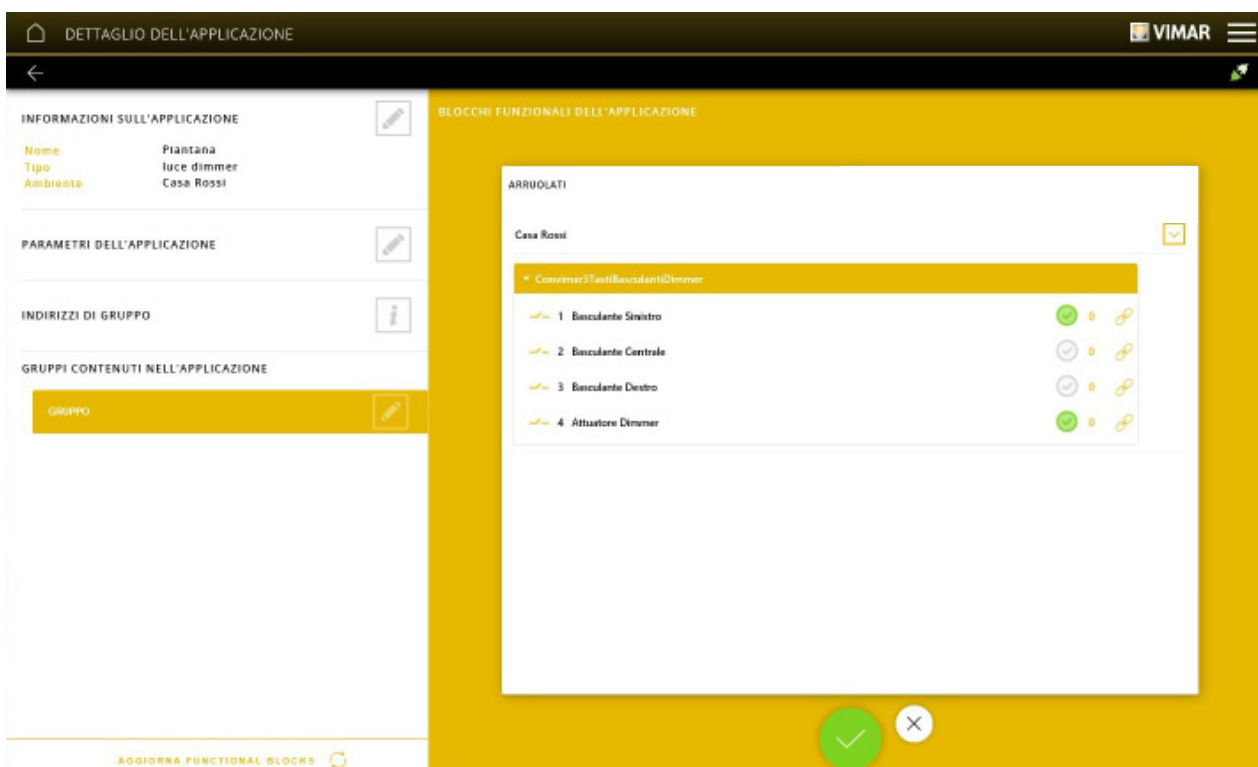 DETTAGLIO DELL'APPLICAZIONE
VIMAR
INFORMAZIONI SULL'APPLICAZIONE
Nome Piantana
Tipo luce dimmer
Ambiente Casa Rossi
PARAMETRI DELL'APPLICAZIONE
INDIRIZZI DI GRUPPO
GRUPPI CONTENUTI NELL'APPLICAZIONE
GRUPPO
AGGIORNA FUNCTIONAL BLOCKS
BLOCCHI FUNZIONALI DELL'APPLICAZIONE
ARRUOLATI
Casa Rossi
Convimar3TastiBasculantiDimmer
1 Basculante Sinistro 0
2 Basculante Centrale 0
3 Basculante Destro 0
4 Attuatore Dimmer 0